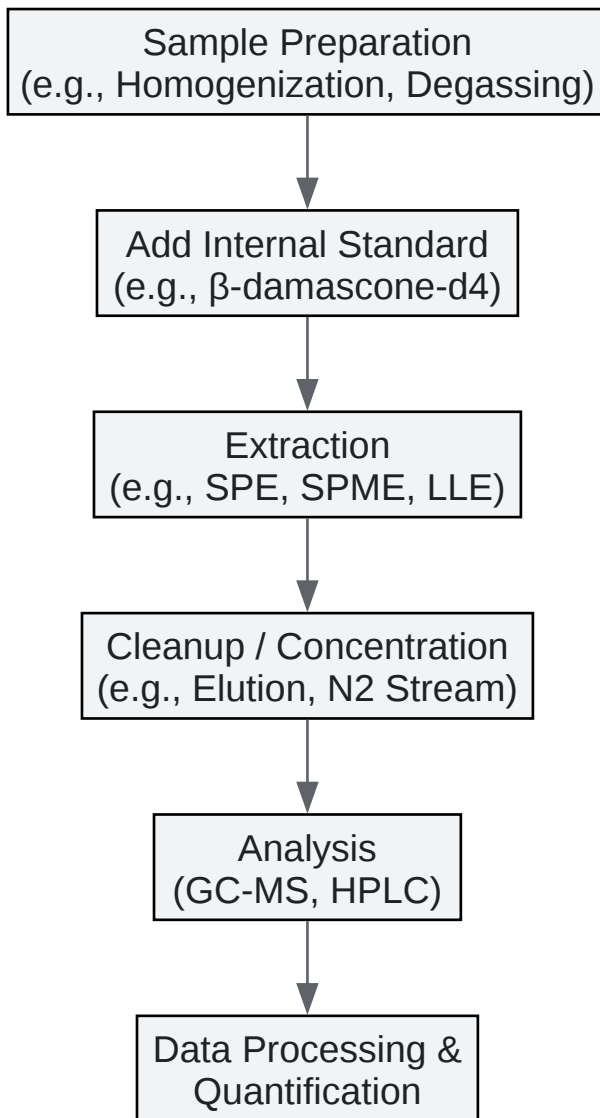 Sample Preparation
(e.g., Homogenization, Degassing)
Add Internal Standard
(e.g., β-damascone-d4)
Extraction
(e.g., SPE, SPME, LLE)
Cleanup / Concentration
(e.g., Elution, N2 Stream)
Analysis
(GC-MS, HPLC)
Data Processing &
Quantification